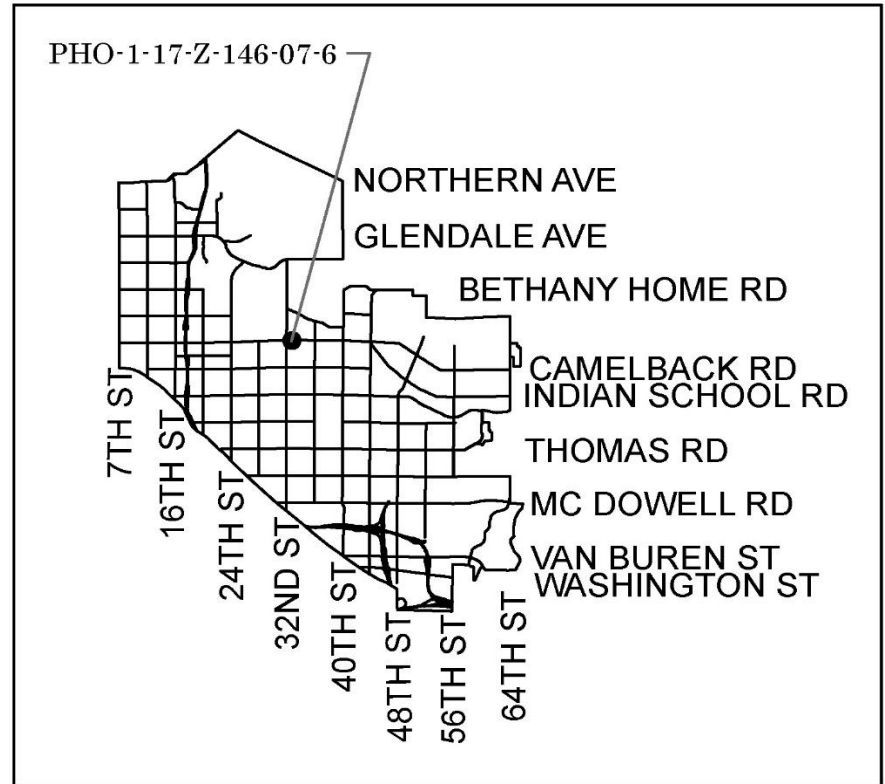 PHO-1-17-Z-146-07-6
NORTHERN AVE
GLENDALE AVE
BETHANY HOME RD
CAMELBACK RD
INDIAN SCHOOL RD
THOMAS RD
MC DOWELL RD
VAN BUREN ST
WASHINGTON ST
7TH ST
16TH ST
24TH ST
32ND ST
40TH ST
48TH ST
56TH ST
64TH ST